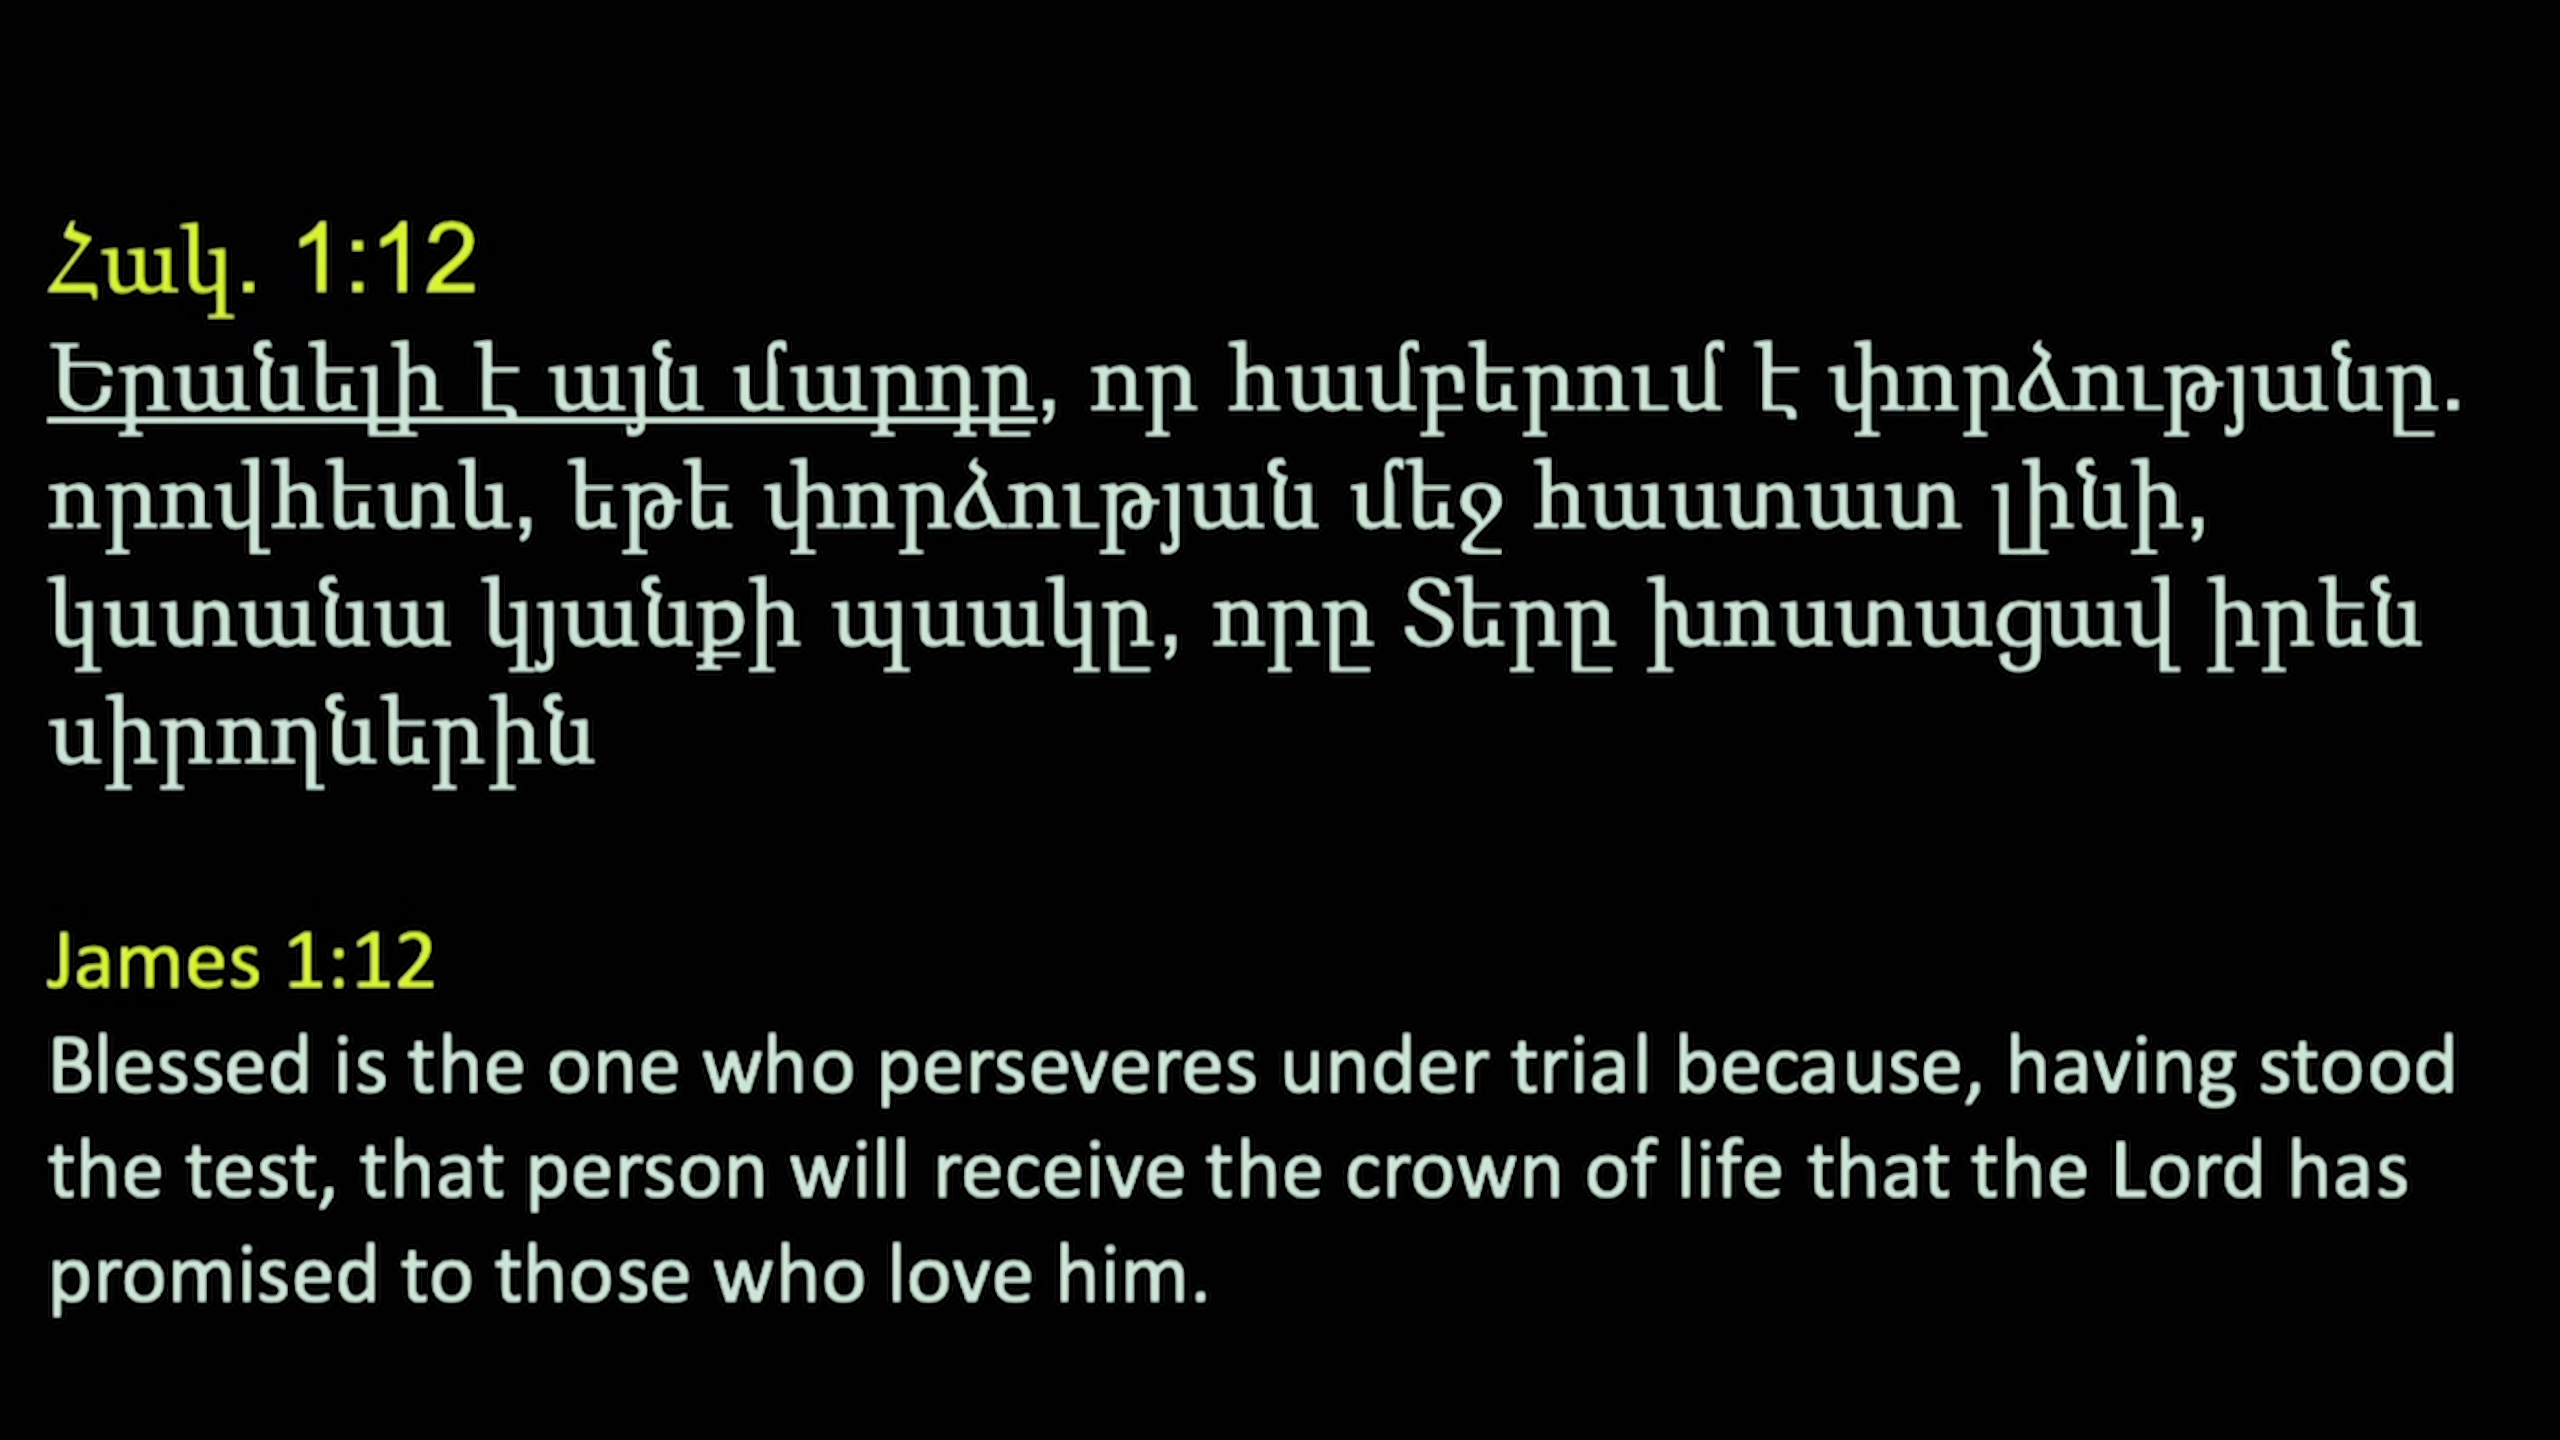 Հակ. 1:12
Երանելի է այն մարդը, որ համբերում է փորձությանը.
որովհետև, եթե փորձության մեջ հաստատ լինի,
կստանա կյանքի պսակը, որը Տերը խոստացավ իրեն
սիրողներին
James 1:12
Blessed is the one who perseveres under trial because, having stood
the test, that person will receive the crown of life that the Lord has
promised to those who love him.